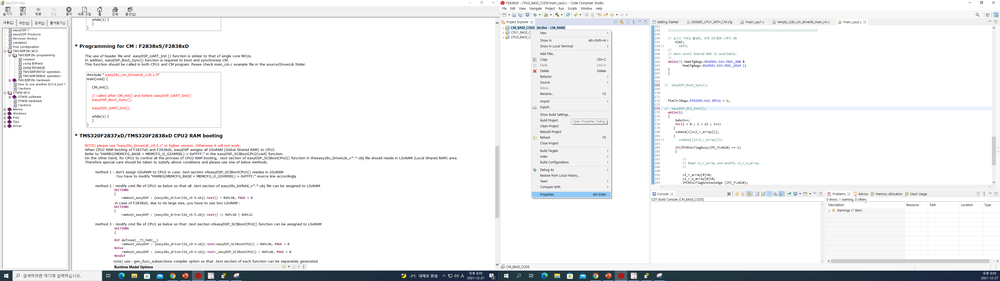 easyDSP help
숨기기
찾기
뒤로
전달
중지
새로 고침
홈
인쇄
옵션(O)
내용(C)
색인(N)
검색(S)
즐겨찾기(I)
easyDSP ?
easyDSP Products
Revision History
Limitation
Pod configuration
TMS320F28x MCU
TMS320F28x programming
common
using BitField
using DriverLib
TMS320F2837xD operation
TMS320F2838xD operation
TMS320F28x hardware
How to use another SCI-A port ?
Cautions
STM32 MCU
STM32 software
STM32 hardware
Cautions
Menus
Windows
FAQ
Tips
Driver
while(1) {
}
}
* Programming for CM : F2838xS/F2838xD
The use of header file and easyDSP_UART_Init () function is similar to that of single core MCUs.
In addtion, easyDSP_Boot_Sync() function is required to boot and synchronize CM.
This function should be called in both CPU1 and CM program. Pease check main_cm.c example file in the source/DriverLib folder.
#include " easy28x_cm_DriverLib_v10.1.h"
main(void) {
CM_init();
// called after CM_init() and before easyDSP_UART_Init()
easyDSP_Boot_Sync();
easyDSP_UART_Init();
while(1) {
}
}
* TMS320F2837xD/TMS320F2838xD CPU2 RAM booting
NOTE) please use "easy28x_DriverLib_v9.5.c" or higher version. Otherwise it will not work.
When CPU2 RAM booting of F2837xD and F2838xD, easyDSP assigns all GSxRAM (Global Shared RAM) to CPU2.
Refer to "HWREG(MEMCFG_BASE + MEMCFG_O_GSXMSEL) = 0xFFFF;" in the easyDSP_SCIBootCPU2(void) function.
On the other hand, for CPU1 to control all the process of CPU2 RAM booting, .text section of easyDSP_SCIBootCPU2() function in theeasy28x_DriverLib_v*.*.obj file should reside in LSxRAM (Local Shared RAM) area.
Therefore special care should be taken to satisfy above conditions and please use one of below methods.
method 1 : don't assign GSxRAM to CPU2 in case .text section ofeasyDSP_SCIBootCPU2() resides in GSxRAM
You have to modify "HWREG(MEMCFG_BASE + MEMCFG_O_GSXMSEL) = 0xFFFF;" source line accordingly
method 2 : modify cmd file of CPU1 as below so that all .text section of easy28x_bitfield_v*.*.obj file can be assgined to LSxRAM
SECTIONS
{
ramboot_easyDSP : {easy28x_driverlib_v9.5.obj(.text)} > RAMLS0, PAGE = 0
in case of F2838xD, due to its large size, you have to use two LSxRAM :
SECTIONS
{
ramboot_easyDSP : {easy28x_driverlib_v9.5.obj(.text)} >> RAMLS0 | RAMLS1
method 3 : modify cmd file of CPU1 as below so that .text section ofeasyDSP_SCIBootCPU2() function can be assigned to LSxRAM
SECTIONS
{
#if defined(__TI_EABI__)
ramboot_easyDSP : {easy28x_driverlib_v9.5.obj(.text:easyDSP_SCIBootCPU2)} > RAMLS0, PAGE = 0
#else
ramboot_easyDSP : {easy28x_driverlib_v9.5.obj(.text:_easyDSP_SCIBootCPU2)} > RAMLS0, PAGE = 0
#endif
note) use--gen_func_subsections compiler option so that .text section of each function can be separately generated.
Runtime Model Options
F2838xD - CPU2_BASE_CODE/main_cpu2.c - Code Composer Studio
File Edit View Navigate Project Run Scripts Window Help
Project Explorer
CM_BASE_CODE [Active - CM_RAM]
CPU1_BASE_C
CPU2_BASE_C
New
Show In Alt+Shift+W
Show in Local Terminal
Add Files...
Copy Ctrl+C
Paste Ctrl+V
Delete Delete
Refactor
Source
Move...
Rename... F2
Import
Export...
Show Build Settings...
Build Project
Open Properties Dialog
Clean Project
Rebuild Project
Refresh F5
Close Project
Build Targets
Index
Build Configurations
Debug As
Restore from Local History...
Team
Compare With
Properties Alt+Enter
CM_BASE_CODE
Getting Started 28388D_CPU1_WITH_CM.cfg *main_cpu1.c *empty_c28x_cm_driverlib_main_cm.c *main_cpu2.c
153
154 //////////////////////////////////////////////////////////////////////////////////
155
156 // 실시간 디버깅 활성화, 전역 인터럽트 스위치 ON
157 EINT;
158 // ERTM;
159 //
160 // Wait until Shared RAM is available.
161 //
162 while(!( MemCfgRegs.GSxMSEL.bit.MSEL_GS0 &
163 MemCfgRegs.GSxMSEL.bit.MSEL_GS14 ))
164 {
165 }
166
167
168 // easyDSP_Boot_Sync();
169
170
171
172 PieCtrlRegs.PIEIER3.bit.INTx1 = 1;
173
174 // easyDSP_SCI_Init();
175 while(1)
176 {
177 babo3++;
178 for(i = 0 ; i < 22 ; i++)
179 {
180 ssData[i]=c2_r_array[i];
181 }
182 // ssData[1]=c2_r_array[1];
183
184 if(IPCRtoLFlagBusy(IPC_FLAG10) == 1)
185 {
186
187 //
188 // Read c2_r_array and modify c2_r_w_array
189 //
190
191 c2_r_array[0]=0;
192 c2_r_w_array[0]=0;
193 IPCRtoLFlagAcknowledge (IPC_FLAG10);
Console
CDT Build Console [CM_BASE_CODE]
Problems Advice Memory Allocation Stack Usage
0 errors, 1 warning, 0 others
Description Resource Path Location Type
Warnings (1 item)
검색하려면 여기에 입력하십시오.
-3°C 대체로 맑음
A
오후 8:05
2021-12-27
2
오후 8:05
2021-12-27